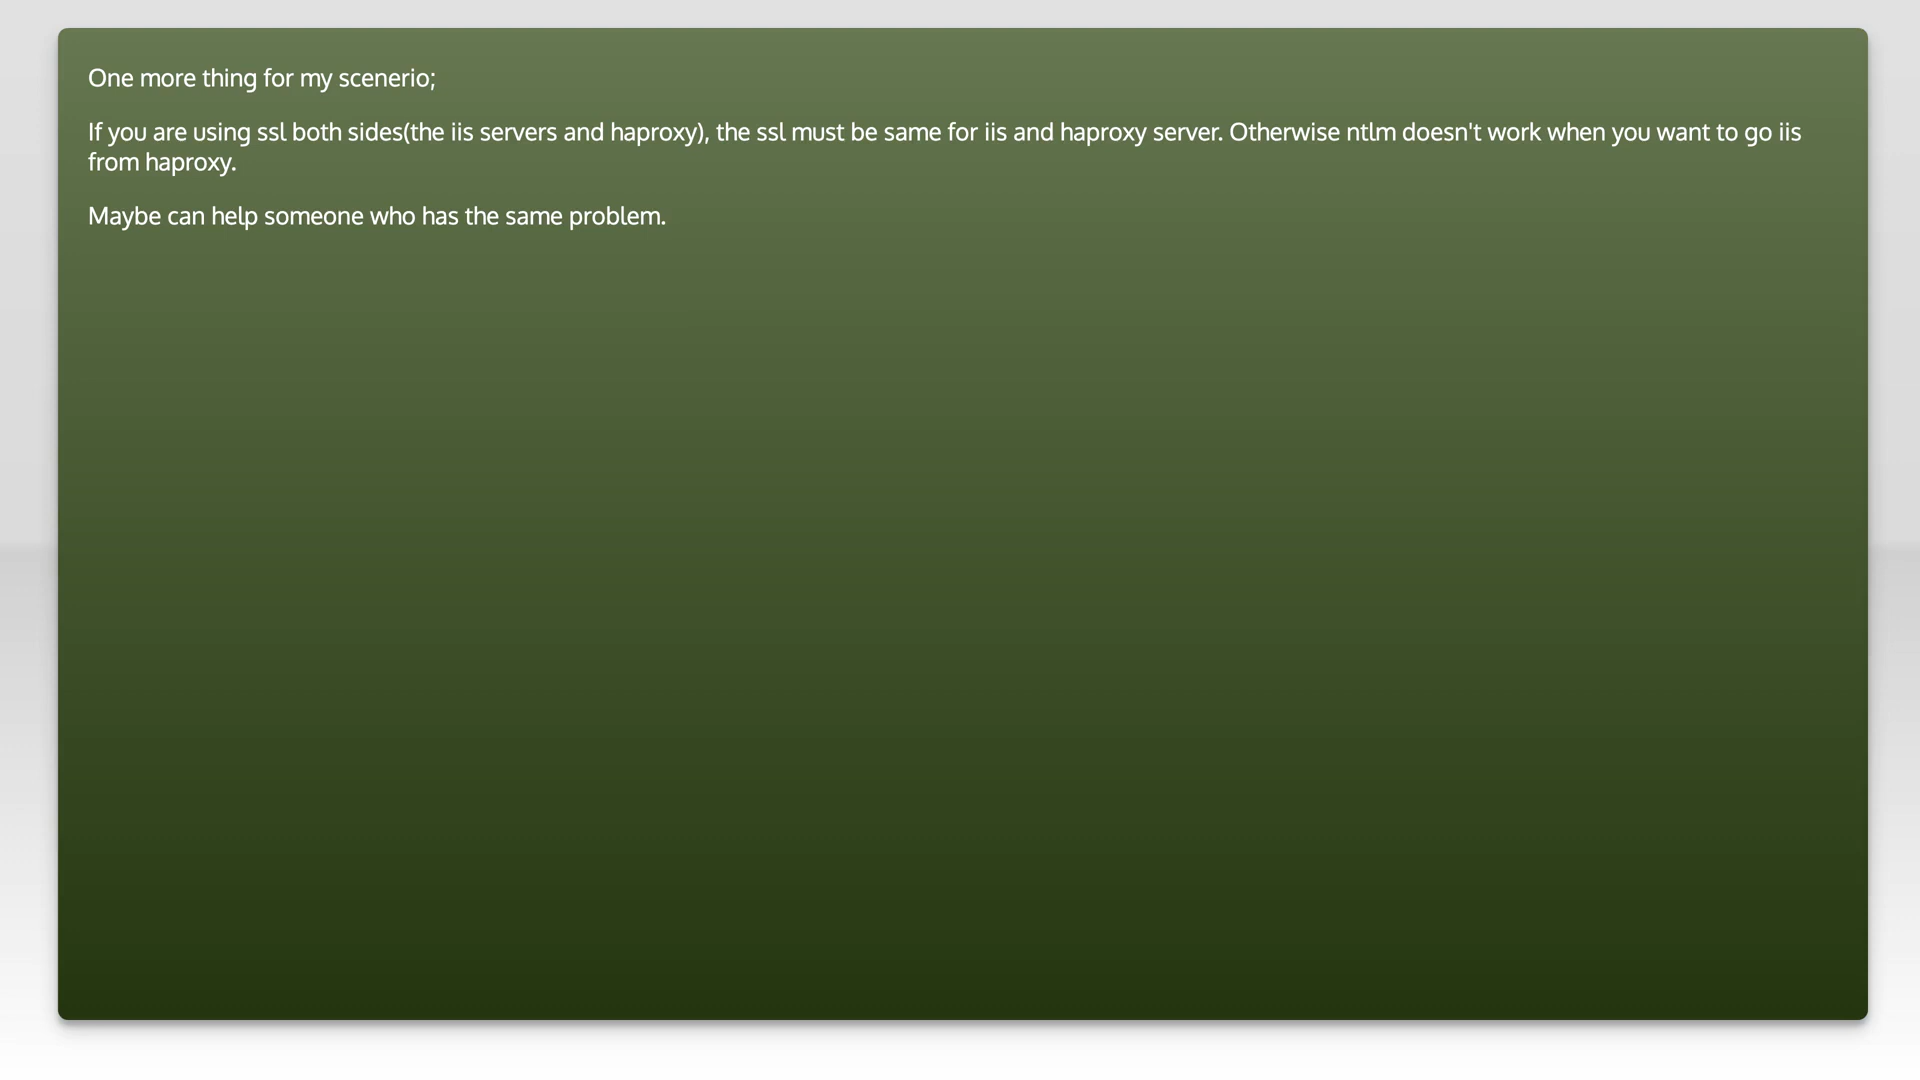 One more thing for my scenerio;
If you are using ssl both sides(the iis servers and haproxy), the ssl must be same for iis and haproxy server. Otherwise ntlm doesn't work when you want to go iis
from haproxy.
Maybe can help someone who has the same problem.